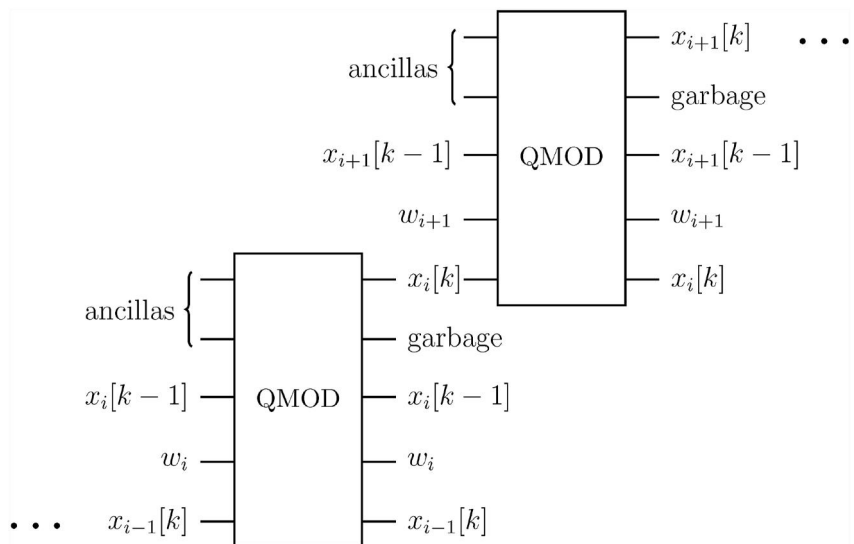 x_{i+1}[k] ...
ancillas
garbage
x_{i+1}[k − 1] QMOD x_{i+1}[k − 1]
w_{i+1} w_{i+1}
x_i[k] x_i[k]
ancillas
garbage
x_i[k − 1] QMOD x_i[k − 1]
w_i w_i
... x_{i−1}[k] x_{i−1}[k]